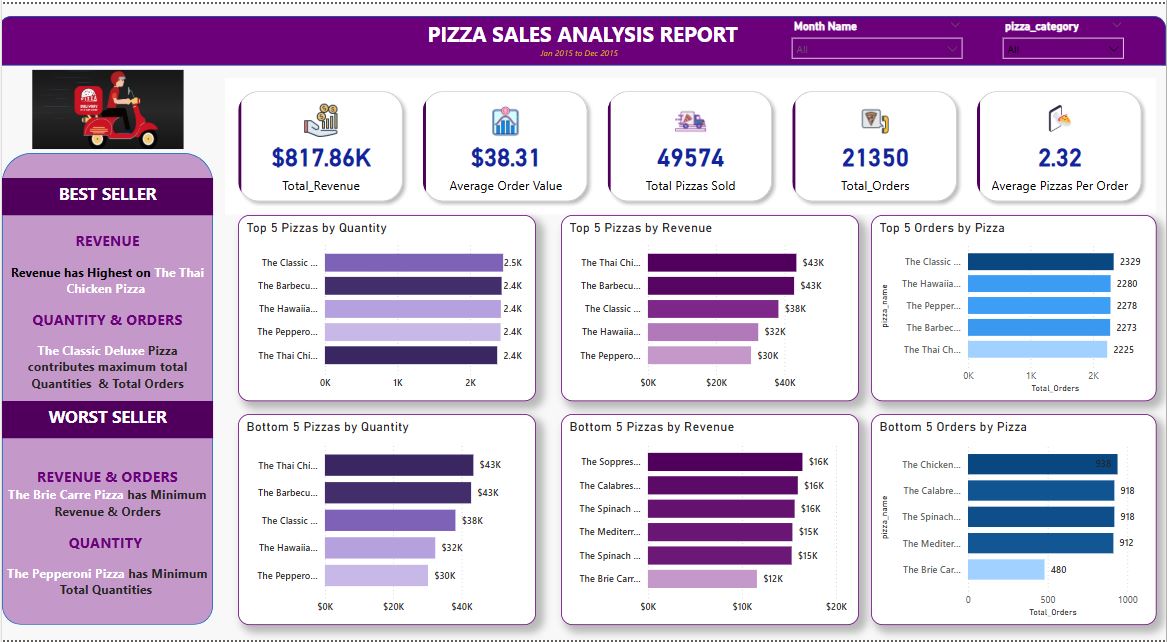 PIZZA SALES ANALYSIS REPORT
Jan 2015 to Dec 2015
Month Name
All
pizza_category
All
PIZZA
DELIVERY
$817.86K
Total_Revenue
$38.31
Average Order Value
49574
Total Pizzas Sold
21350
Total_Orders
2.32
Average Pizzas Per Order
BEST SELLER
REVENUE
Revenue has Highest on The Thai
Chicken Pizza
QUANTITY & ORDERS
The Classic Deluxe Pizza
contributes maximum total
Quantities & Total Orders
WORST SELLER
REVENUE & ORDERS
The Brie Carre Pizza has Minimum
Revenue & Orders
QUANTITY
The Pepperoni Pizza has Minimum
Total Quantities
Top 5 Pizzas by Quantity
The Classic ... 2.5K
The Barbecu... 2.4K
The Hawaiia... 2.4K
The Peppero... 2.4K
The Thai Chi... 2.4K
0K 1K 2K
Top 5 Pizzas by Revenue
The Thai Chi... $43K
The Barbecu... $43K
The Classic ... $38K
The Hawaiia... $32K
The Peppero... $30K
$0K $20K $40K
Top 5 Orders by Pizza
pizza_name
The Classic ... 2329
The Hawaiia... 2280
The Pepper... 2278
The Barbec... 2273
The Thai Ch... 2225
0K 1K 2K
Total_Orders
Bottom 5 Pizzas by Quantity
The Thai Chi... $43K
The Barbecu... $43K
The Classic ... $38K
The Hawaiia... $32K
The Peppero... $30K
$0K $20K $40K
Bottom 5 Pizzas by Revenue
The Soppres... $16K
The Calabres... $16K
The Spinach ... $16K
The Mediterr... $15K
The Spinach ... $15K
The Brie Carr... $12K
$0K $10K $20K
Bottom 5 Orders by Pizza
pizza_name
The Chicken... 938
The Calabre... 918
The Spinach... 918
The Mediter... 912
The Brie Car... 480
0 500 1000
Total_Orders